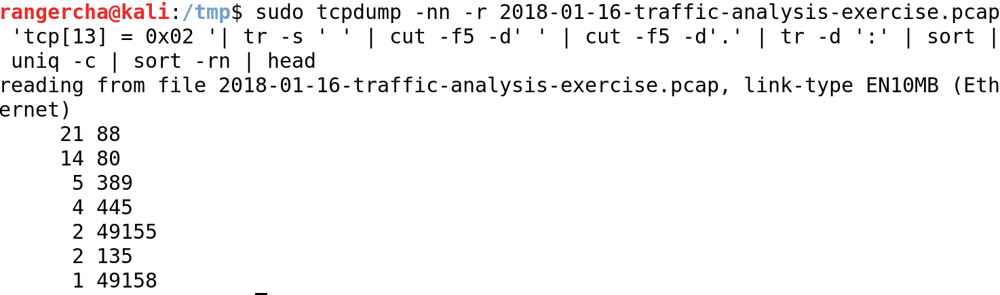 rangercha@kali:/tmp$ sudo tcpdump -nn -r 2018-01-16-traffic-analysis-exercise.pcap
'tcp[13] = 0x02 '| tr -s ' ' | cut -f5 -d' ' | cut -f5 -d'.' | tr -d ':' | sort |
uniq -c | sort -rn | head
reading from file 2018-01-16-traffic-analysis-exercise.pcap, link-type EN10MB (Eth
ernet)
21 88
14 80
5 389
4 445
2 49155
2 135
1 49158